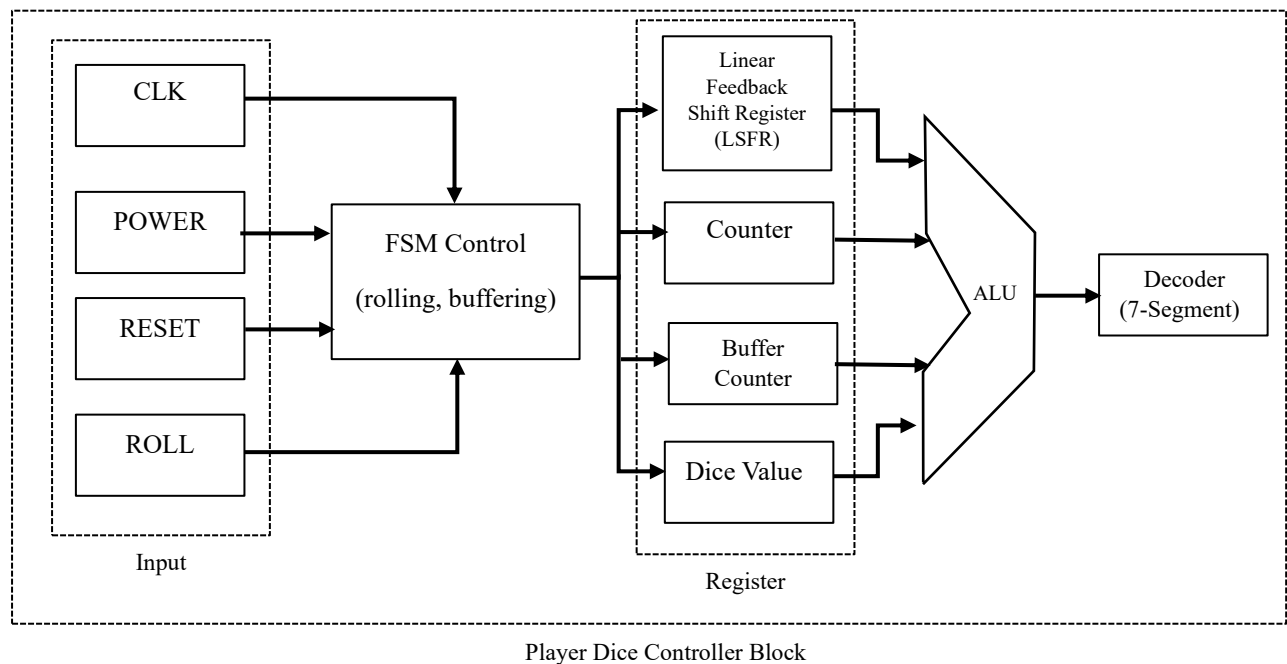 CLK
POWER
RESET
ROLL
Input
FSM Control
(rolling, buffering)
Linear
Feedback
Shift Register
(LSFR)
Counter
Buffer
Counter
Dice Value
Register
ALU
Decoder
(7-Segment)
Player Dice Controller Block